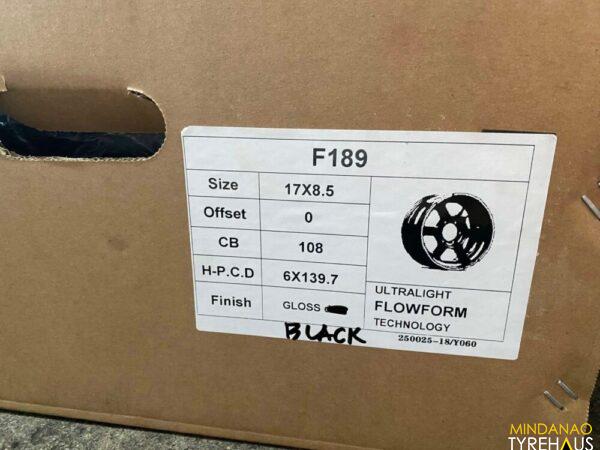 F189
Size 17X8.5
Offset 0
CB 108
H-P.C.D 6X139.7
Finish GLOSS
BLACK
ULTRALIGHT
FLOWFORM
TECHNOLOGY
250025-18/Y060
MINDANAO
TYREHAUS